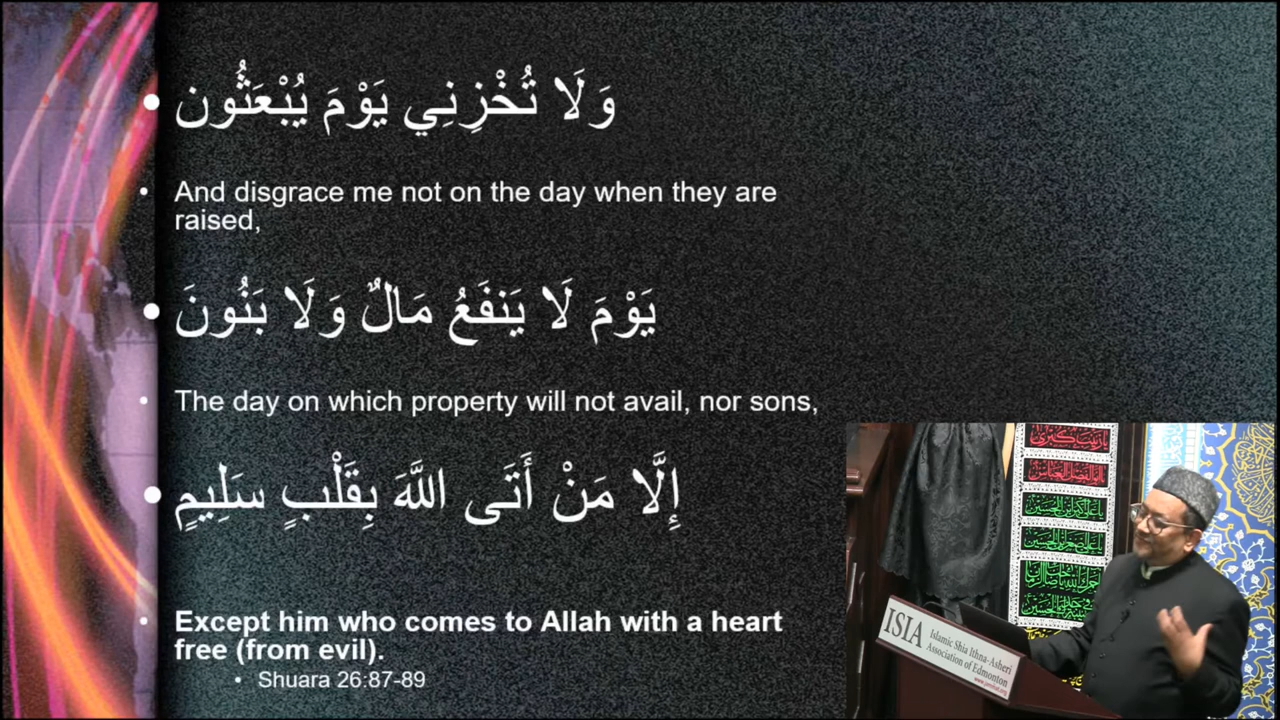 وَلَا تُخْزِنِي يَوْمَ يُبْعَثُون
And disgrace me not on the day when they are
raised,
يَوْمَ لَا يَنفَعُ مَالٌ وَلَا بَنُونَ
The day on which property will not avail, nor sons,
إِلَّا مَنْ أَتَى اللَّهَ بِقَلْبٍ سَلِيمٍ
Except him who comes to Allah with a heart
free (from evil).
Shuara 26:87-89
ISIA
Islamic Shia Ithna-Asheri
Association of Edmonton